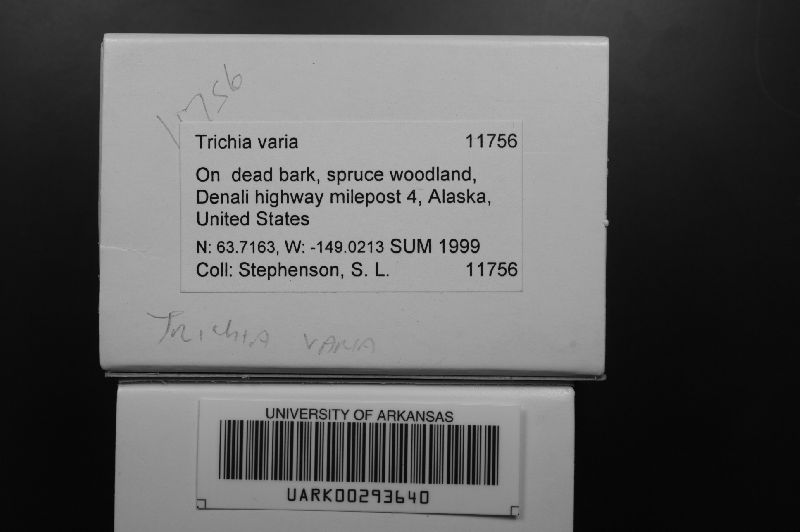 11756
Trichia varia 11756
On dead bark, spruce woodland,
Denali highway milepost 4, Alaska,
United States
N: 63.7163, W: -149.0213 SUM 1999
Coll: Stephenson, S. L. 11756
Trichia varia
UNIVERSITY OF ARKANSAS
UARK00293640